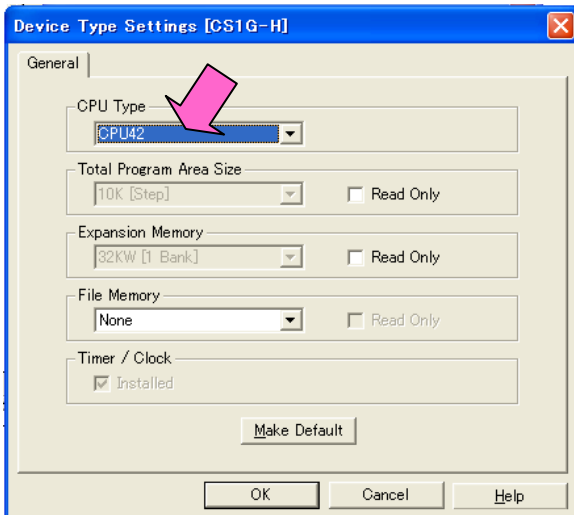 Device Type Settings [CS1G-H]
General
CPU Type
CPU42
Total Program Area Size
10K [Step]
Read Only
Expansion Memory
32KW [1 Bank]
Read Only
File Memory
None
Read Only
Timer / Clock
Installed
Make Default
OK
Cancel
Help